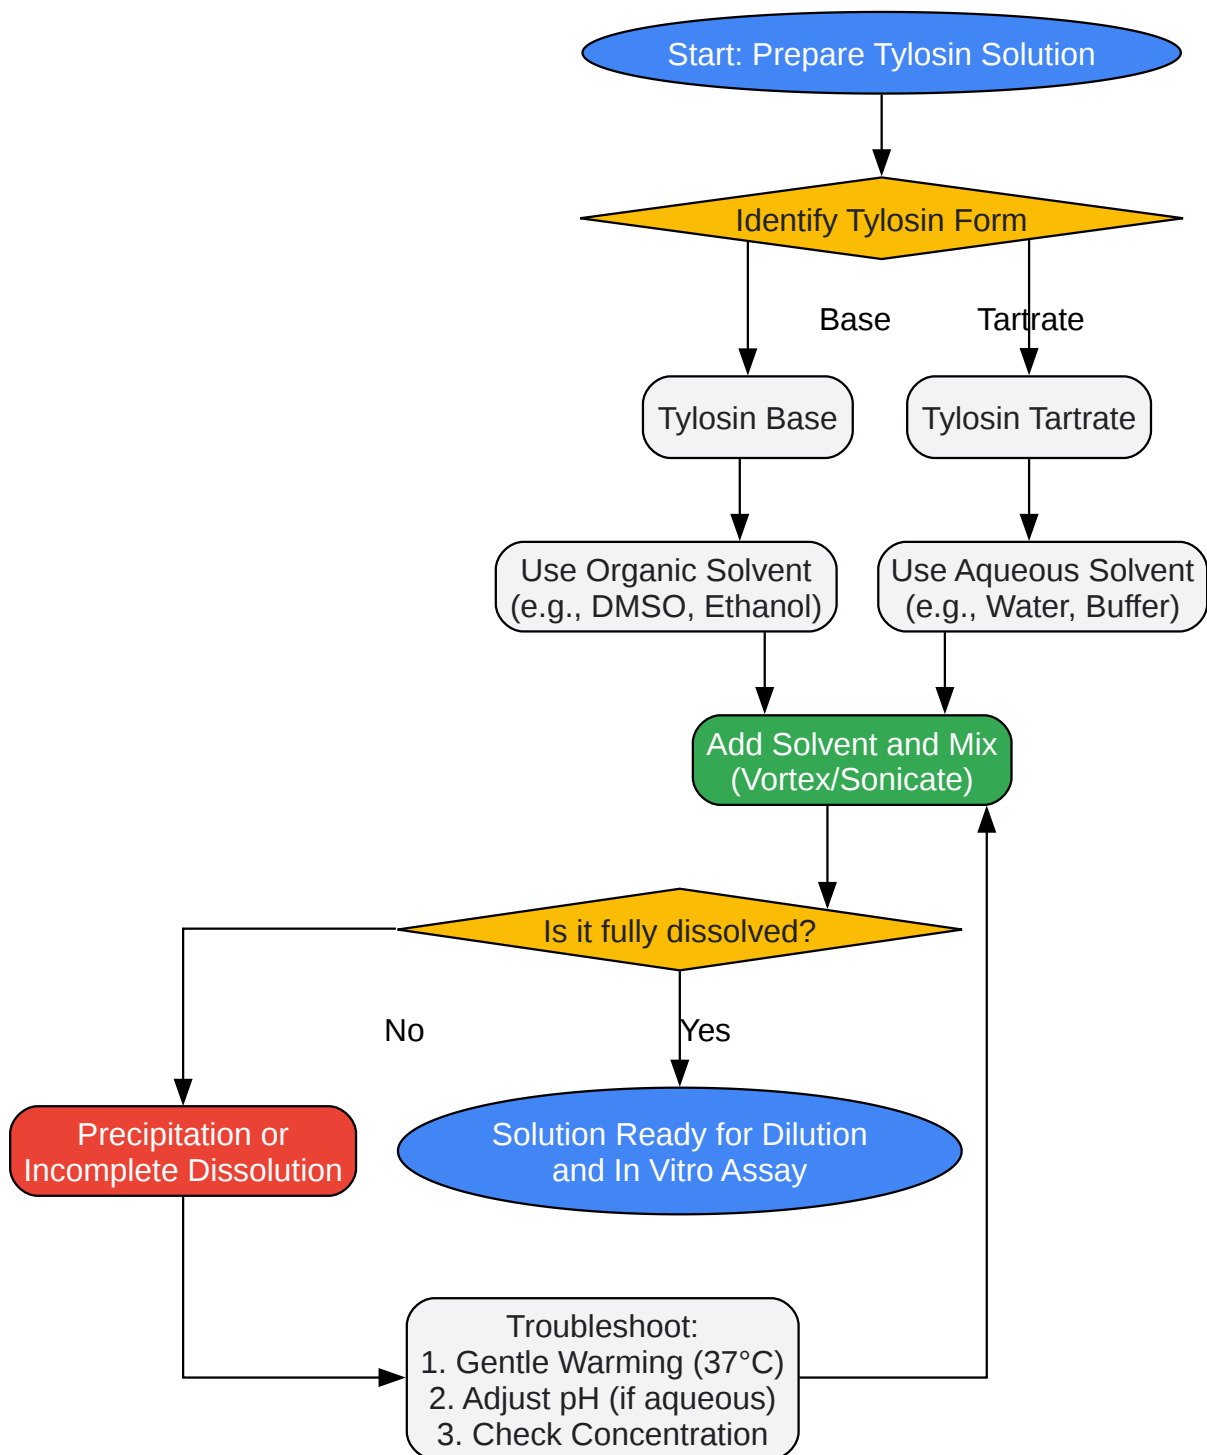 Start: Prepare Tylosin Solution
Identify Tylosin Form
Base
Tartrate
Tylosin Base
Tylosin Tartrate
Use Organic Solvent
(e.g., DMSO, Ethanol)
Use Aqueous Solvent
(e.g., Water, Buffer)
Add Solvent and Mix
(Vortex/Sonicate)
Is it fully dissolved?
No
Yes
Precipitation or
Incomplete Dissolution
Solution Ready for Dilution
and In Vitro Assay
Troubleshoot:
1. Gentle Warming (37°C)
2. Adjust pH (if aqueous)
3. Check Concentration